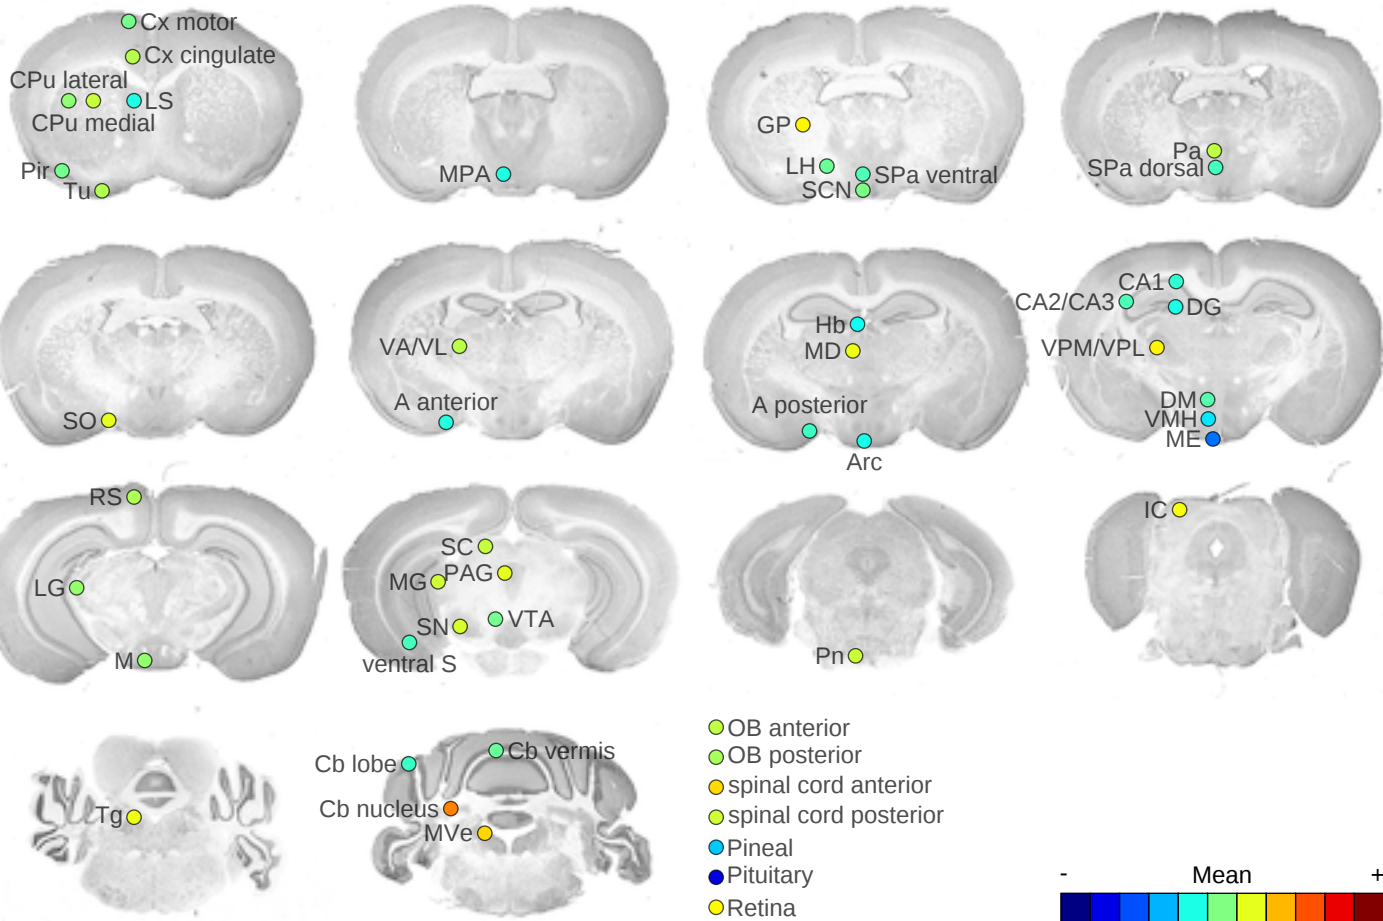 Cx motor
Cx cingulate
CPu lateral
LS
CPu medial
Pir
Tu
MPA
GP
LH
SPa ventral
SCN
Pa
SPa dorsal
SO
VA/VL
A anterior
Hb
MD
A posterior
Arc
CA1
CA2/CA3
DG
VPM/VPL
DM
VMH
ME
RS
LG
M
SC
MG
PAG
SN
VTA
ventral S
Pn
IC
Tg
Cb lobe
Cb vermis
Cb nucleus
MVe
OB anterior
OB posterior
spinal cord anterior
spinal cord posterior
Pineal
Pituitary
Retina
- Mean +